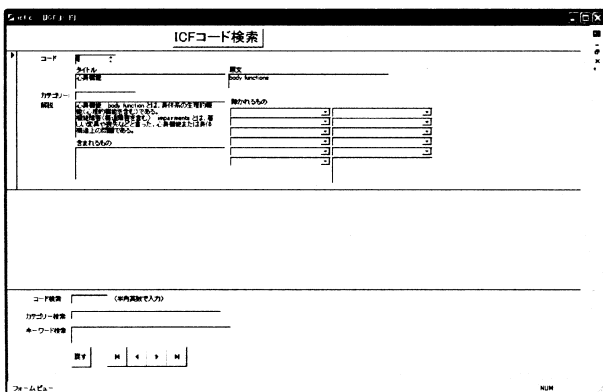 ICFコード検索
コード
タイトル
原文
心身機能
body functions
カテゴリー
解説
心身機能 body function とは、身体系の生理的機
能(心理的機能を含む)である。
機能障害(構造障害を含む) impairments とは、著
しい変異や喪失などと言った、心身機能または身体
構造上の問題である。
除かれるもの
含まれるもの
コード検索
(半角英数で入力)
カテゴリー検索
キーワード検索
戻す
フォームビュー
NUM